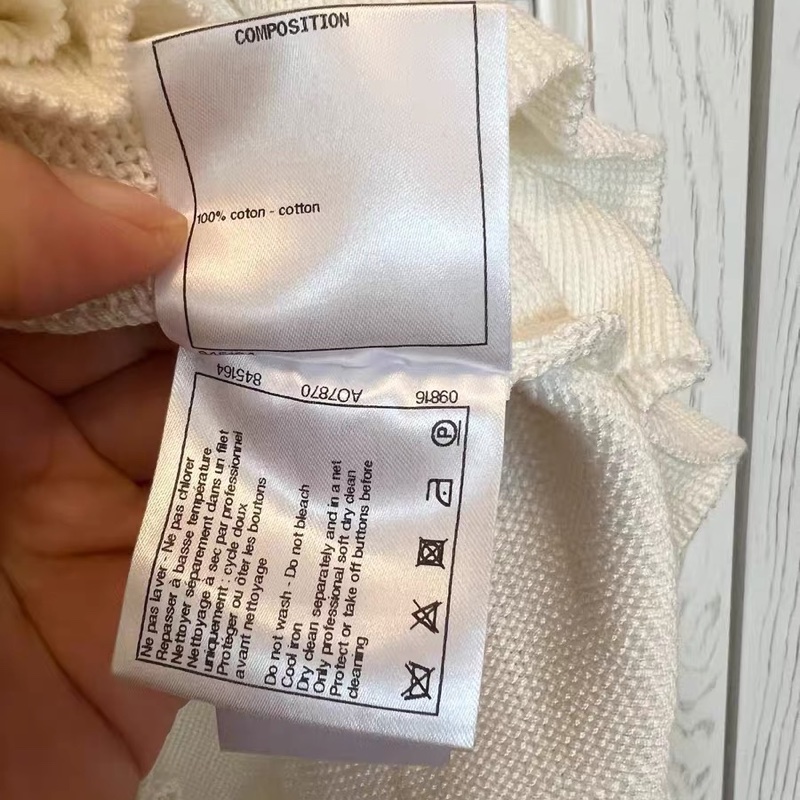 COMPOSITION
100% coton - cotton
845164
AO7870
09816
Ne pas laver - Ne pas chlorer
Repasser à basse température
Nettoyer séparement dans un filet
Nettoyage à sec par professionnel
uniquement : cycle doux
Protéger ou ôter les boutons
avant nettoyage
Do not wash - Do not bleach
Cool iron
Dry clean separately and in a net
Only professional soft dry clean
Protect or take off buttons before
cleaning
P